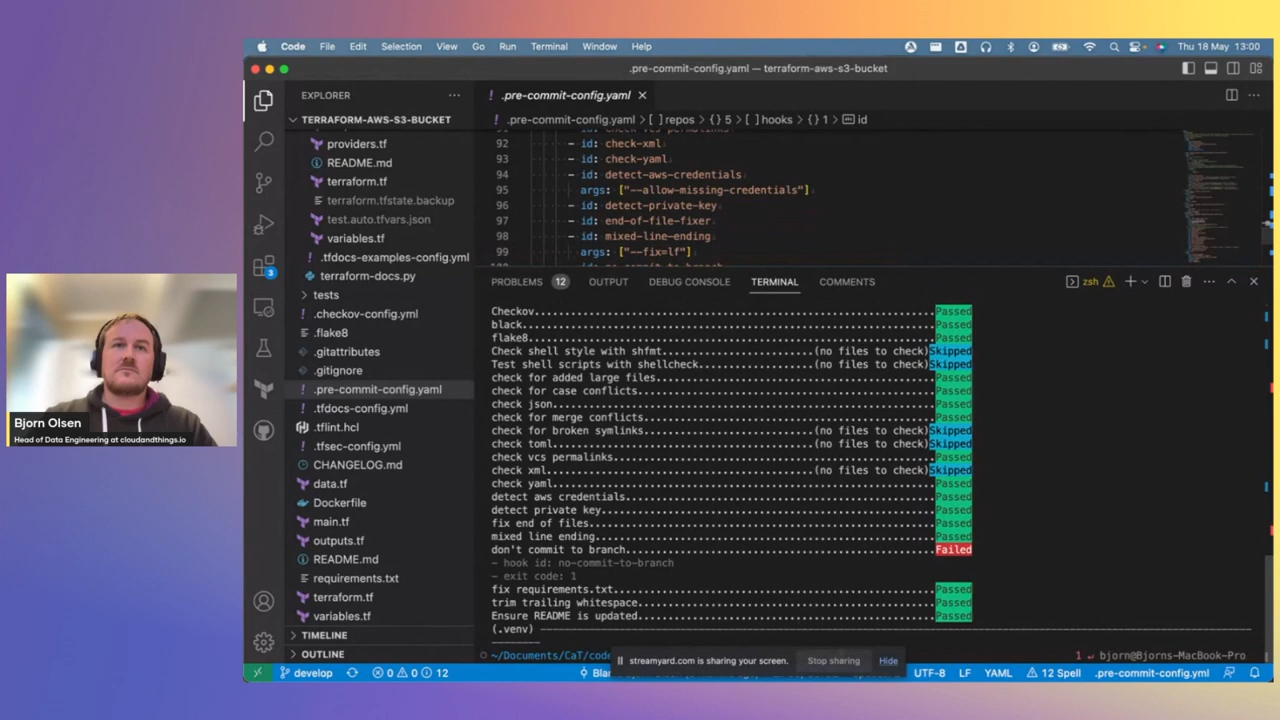 Code File Edit Selection View Go Run Terminal Window Help Thu 18 May 13:00
.pre-commit-config.yaml — terraform-aws-s3-bucket
EXPLORER
TERRAFORM-AWS-S3-BUCKET
providers.tf
README.md
terraform.tf
terraform.tfstate.backup
test.auto.tfvars.json
variables.tf
.tfdocs-examples-config.yml
terraform-docs.py
tests
.checkov-config.yml
.flake8
.gitattributes
.gitignore
.pre-commit-config.yaml
.tfdocs-config.yml
.tflint.hcl
.tfsec-config.yml
CHANGELOG.md
data.tf
Dockerfile
main.tf
outputs.tf
README.md
requirements.txt
terraform.tf
variables.tf
TIMELINE
OUTLINE
3
.pre-commit-config.yaml
.pre-commit-config.yaml > [ ] repos > { } 5 > [ ] hooks > { } 1 > id
92 - id: check-xml
93 - id: check-yaml
94 - id: detect-aws-credentials
95 args: ["--allow-missing-credentials"]
96 - id: detect-private-key
97 - id: end-of-file-fixer
98 - id: mixed-line-ending
99 args: ["--fix=lf"]
PROBLEMS 12 OUTPUT DEBUG CONSOLE TERMINAL COMMENTS zsh
Checkov..................................................................Passed
black....................................................................Passed
flake8...................................................................Passed
Check shell style with shfmt.........................(no files to check)Skipped
Test shell scripts with shellcheck...................(no files to check)Skipped
check for added large files..............................................Passed
check for case conflicts.................................................Passed
check json...............................................................Passed
check for merge conflicts................................................Passed
check for broken symlinks............................(no files to check)Skipped
check toml...........................................(no files to check)Skipped
check vcs permalinks.....................................................Passed
check xml............................................(no files to check)Skipped
check yaml...............................................................Passed
detect aws credentials...................................................Passed
detect private key.......................................................Passed
fix end of files.........................................................Passed
mixed line ending........................................................Passed
don't commit to branch...................................................Failed
- hook id: no-commit-to-branch
- exit code: 1
fix requirements.txt.....................................................Passed
trim trailing whitespace.................................................Passed
Ensure README is updated.................................................Passed
(.venv)
~/Documents/CaT/code
1 ↵ bjorn@Bjorns-MacBook-Pro
streamyard.com is sharing your screen. Stop sharing Hide
develop 0 0 12 UTF-8 LF YAML 12 Spell .pre-commit-config.yml
Bjorn Olsen
Head of Data Engineering at cloudandthings.io